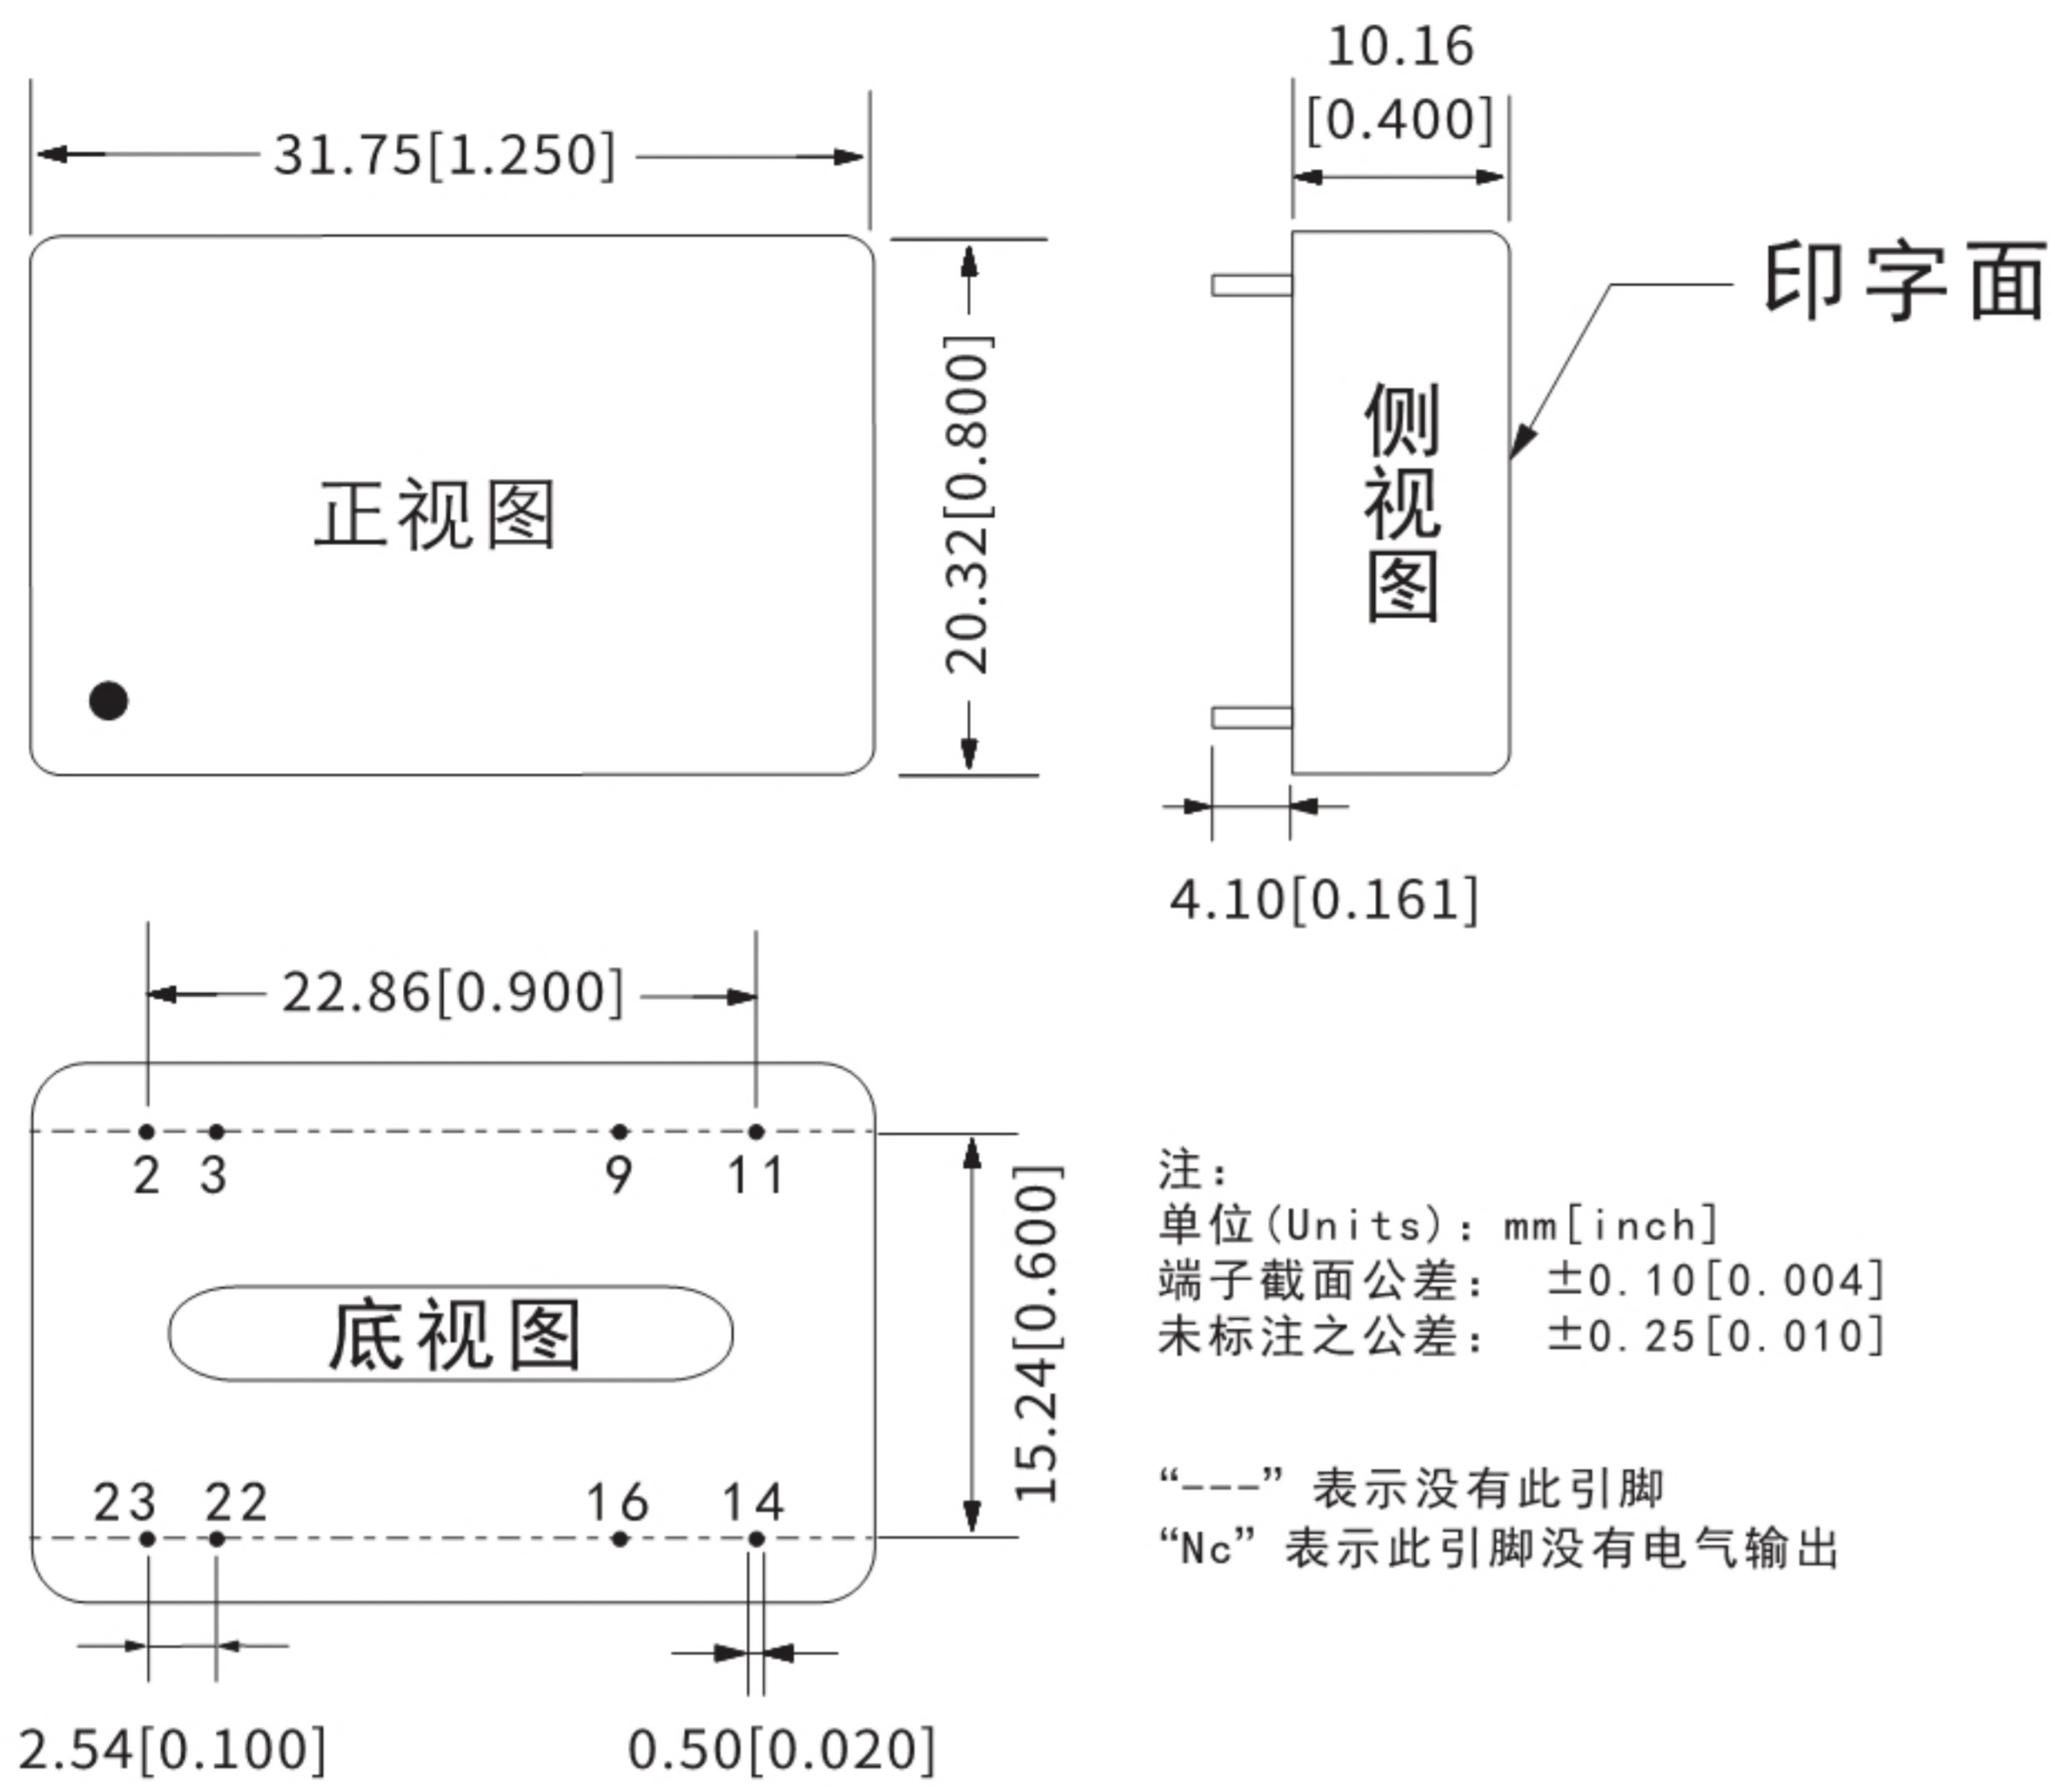 31.75[1.250]
正视图
20.32[0.800]
10.16
[0.400]
印字面
侧视图
4.10[0.161]
22.86[0.900]
2 3 9 11
底视图
23 22 16 14
15.24[0.600]
2.54[0.100]
0.50[0.020]
注：
单位(Units)：mm[inch]
端子截面公差： ±0.10[0.004]
未标注之公差： ±0.25[0.010]
“---” 表示没有此引脚
“Nc” 表示此引脚没有电气输出